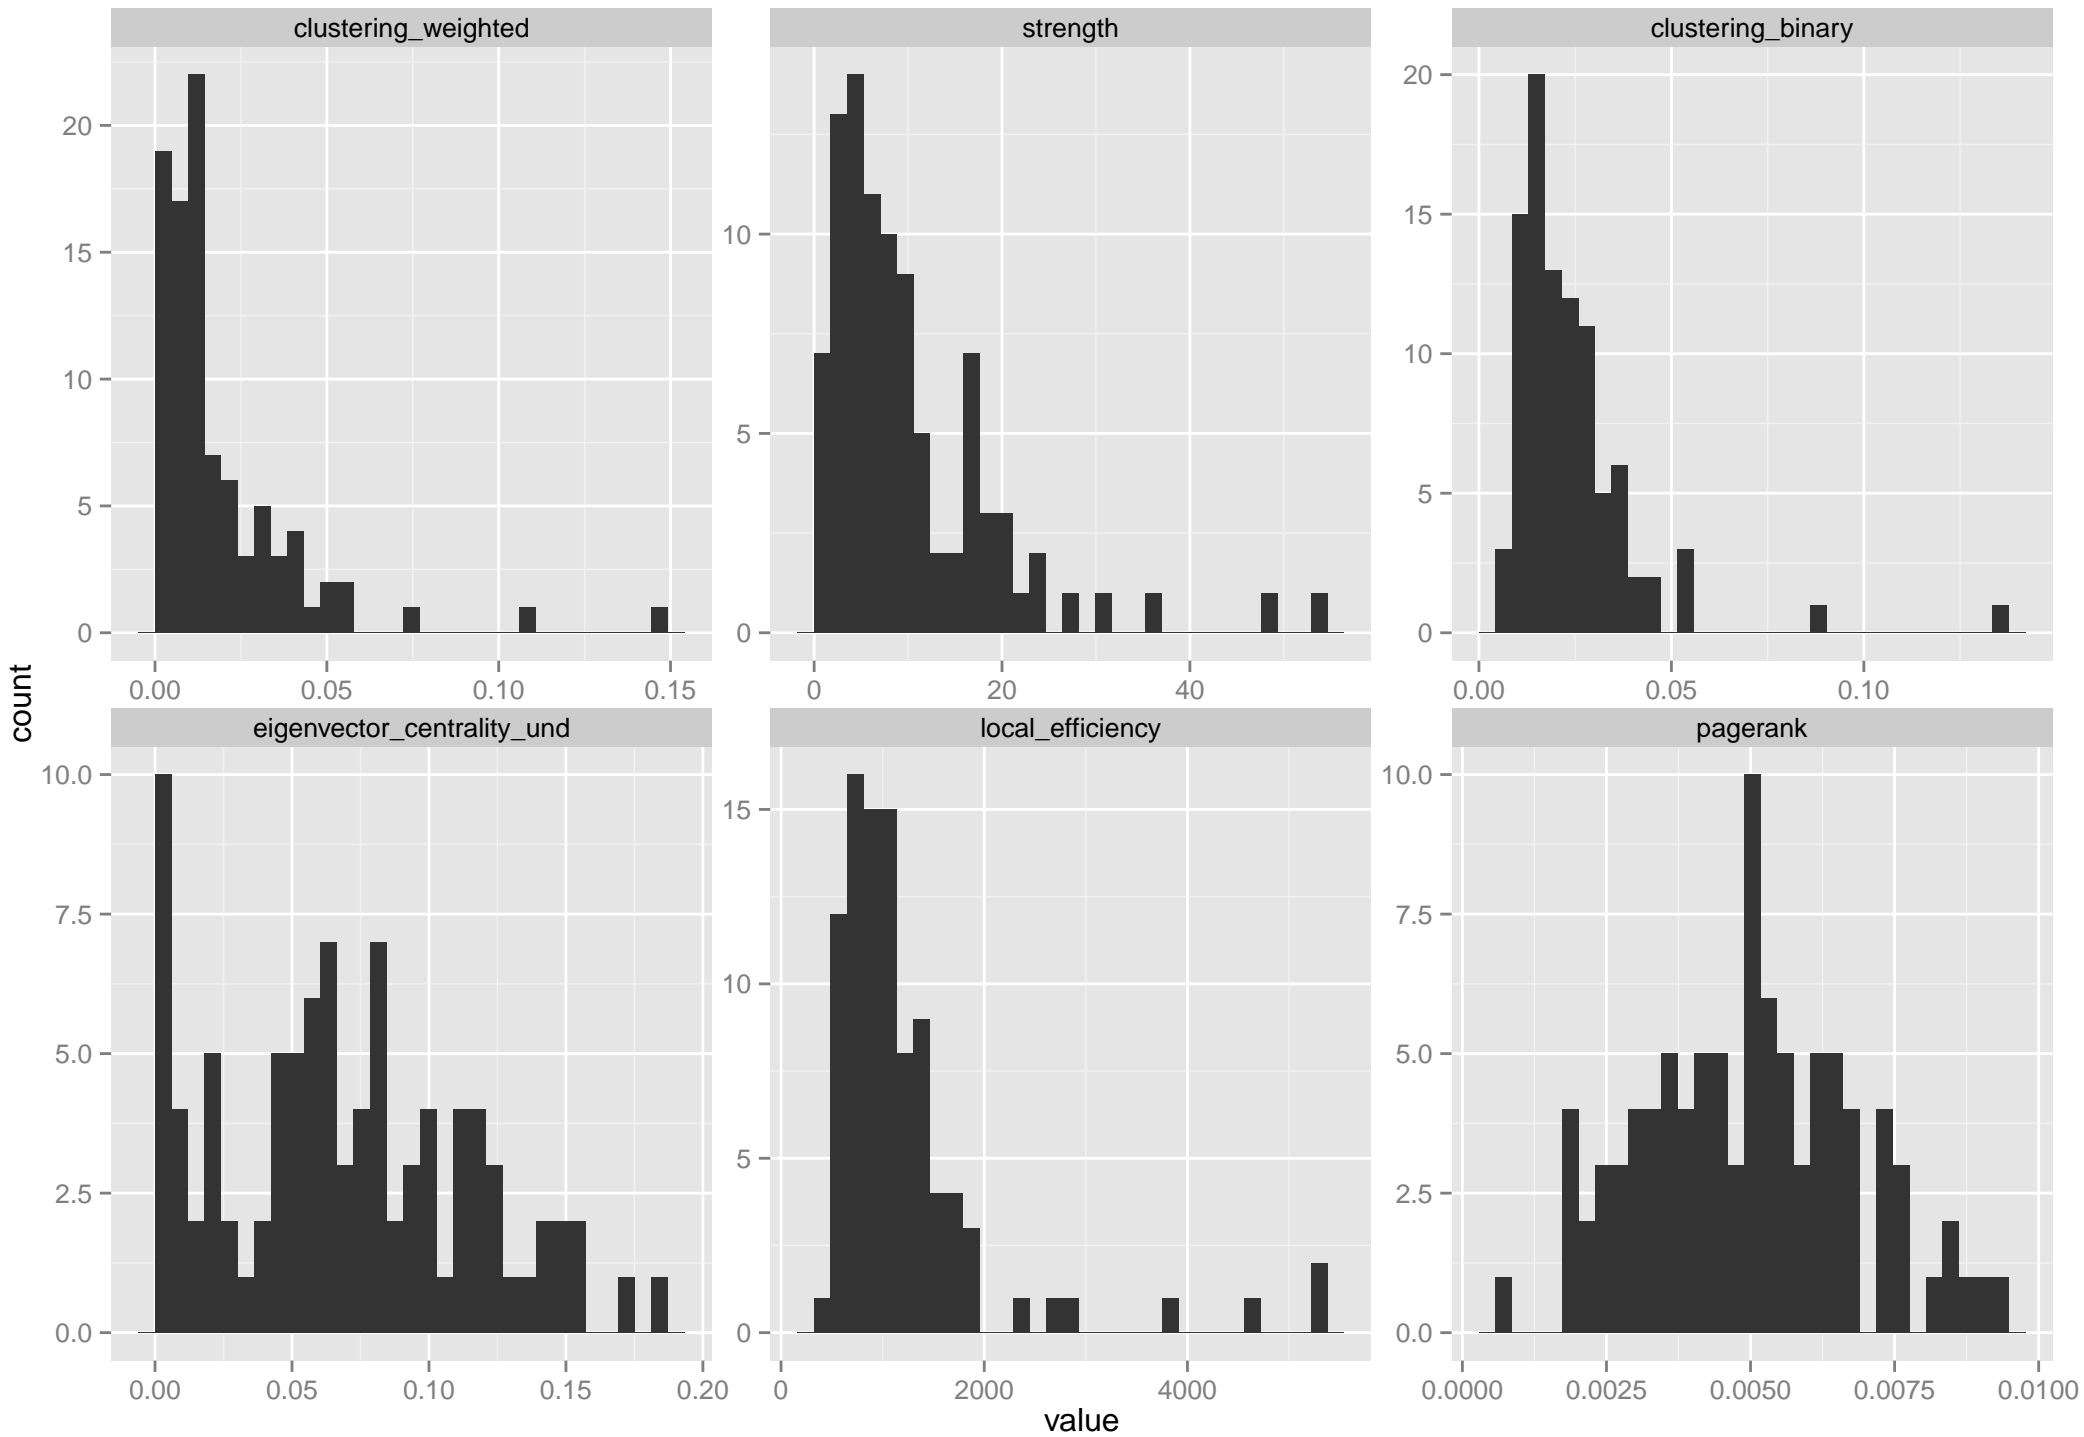 clustering_weighted
strength
clustering_binary
20
15
10
5
0
10
5
0
20
15
10
5
0
0.00 0.05 0.10 0.15
0 20 40
0.00 0.05 0.10
count
eigenvector_centrality_und
local_efficiency
pagerank
10.0
7.5
5.0
2.5
0.0
15
10
5
0
10.0
7.5
5.0
2.5
0.0
0.00 0.05 0.10 0.15 0.20
0 2000 4000
0.0000 0.0025 0.0050 0.0075 0.0100
value